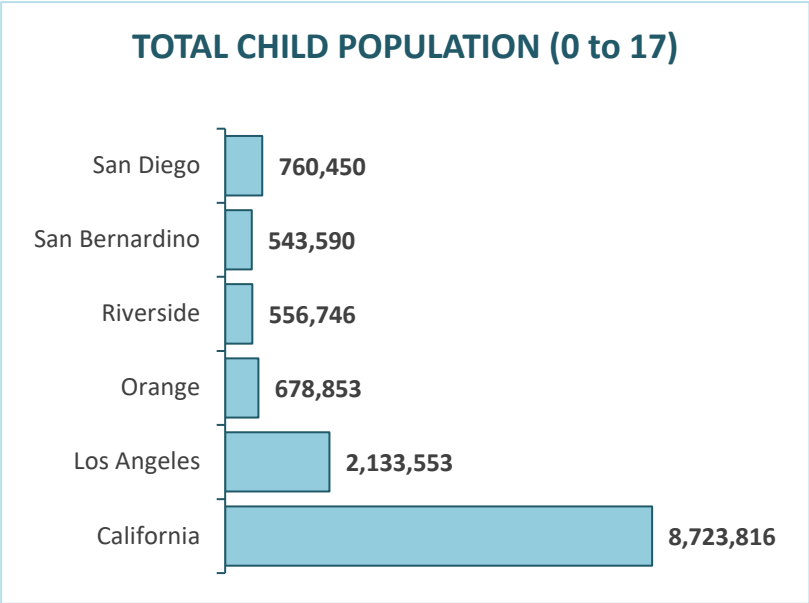 TOTAL CHILD POPULATION (0 to 17)
San Diego 760,450
San Bernardino 543,590
Riverside 556,746
Orange 678,853
Los Angeles 2,133,553
California 8,723,816